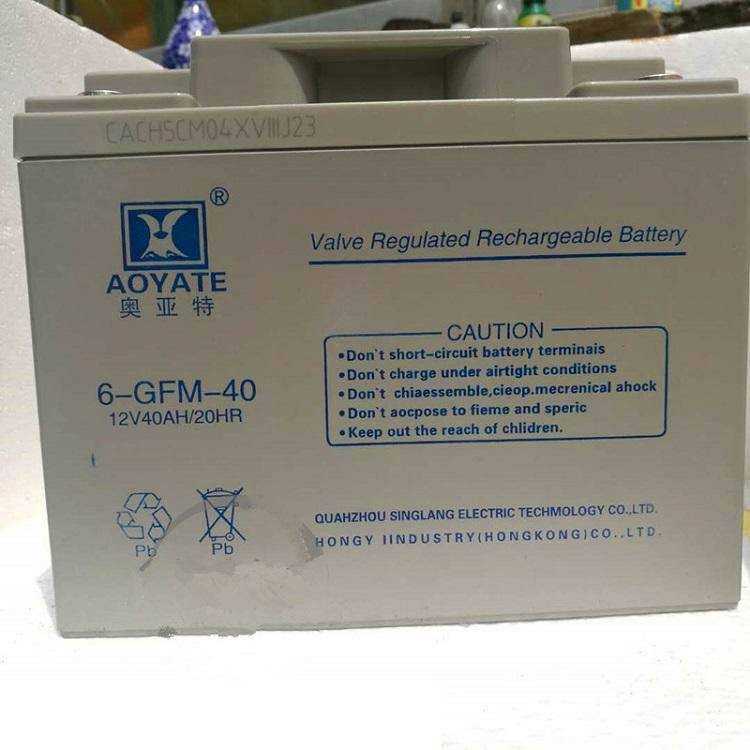 CACH5CM04XVIIIJ23
®
AOYATE
奥亚特
Valve Regulated Rechargeable Battery
6-GFM-40
12V40AH/20HR
CAUTION
•Don't short-circuit battery terminais
•Don't charge under airtight conditions
•Don't chiaessemble,cieop.mecrenical ahock
•Don't aocpose to fieme and speric
•Keep out the reach of chlidren.
Pb
Pb
QUAHZHOU SINGLANG ELECTRIC TECHNOLOGY CO.,LTD.
HONGY IINDUSTRY(HONGKONG)CO.,LTD.